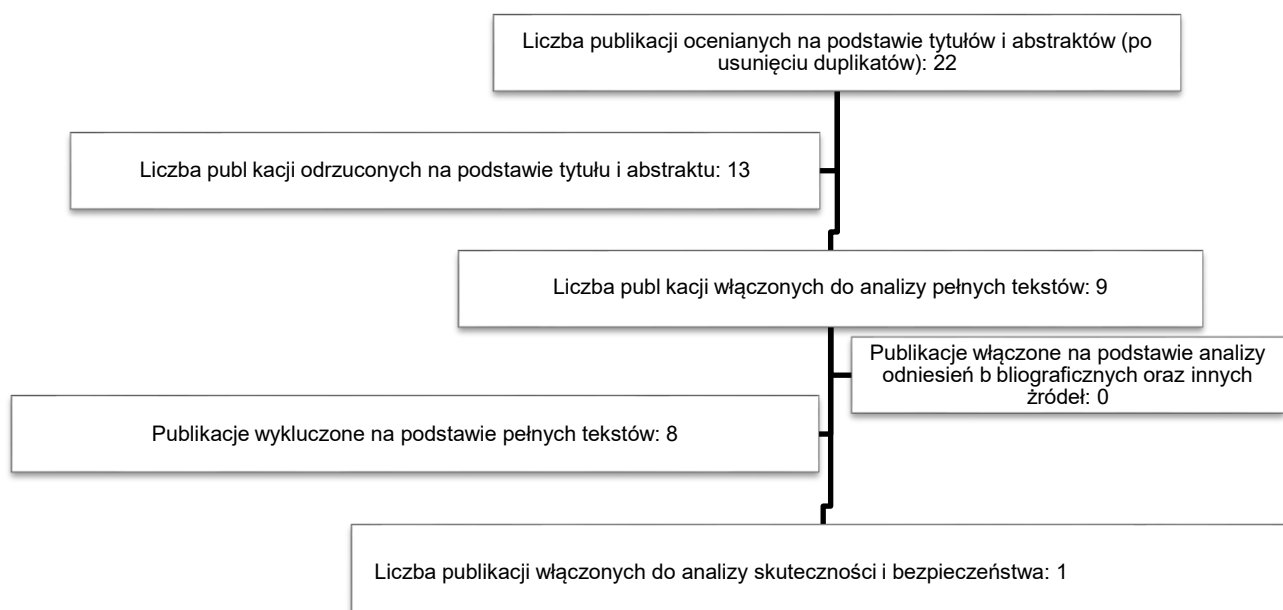 Liczba publikacji ocenianych na podstawie tytułów i abstraktów (po
usunięciu duplikatów): 22
Liczba publ kacji odrzuconych na podstawie tytułu i abstraktu: 13
Liczba publ kacji włączonych do analizy pełnych tekstów: 9
Publikacje włączone na podstawie analizy
odniesień b bliograficznych oraz innych
źródeł: 0
Publikacje wykluczone na podstawie pełnych tekstów: 8
Liczba publikacji włączonych do analizy skuteczności i bezpieczeństwa: 1